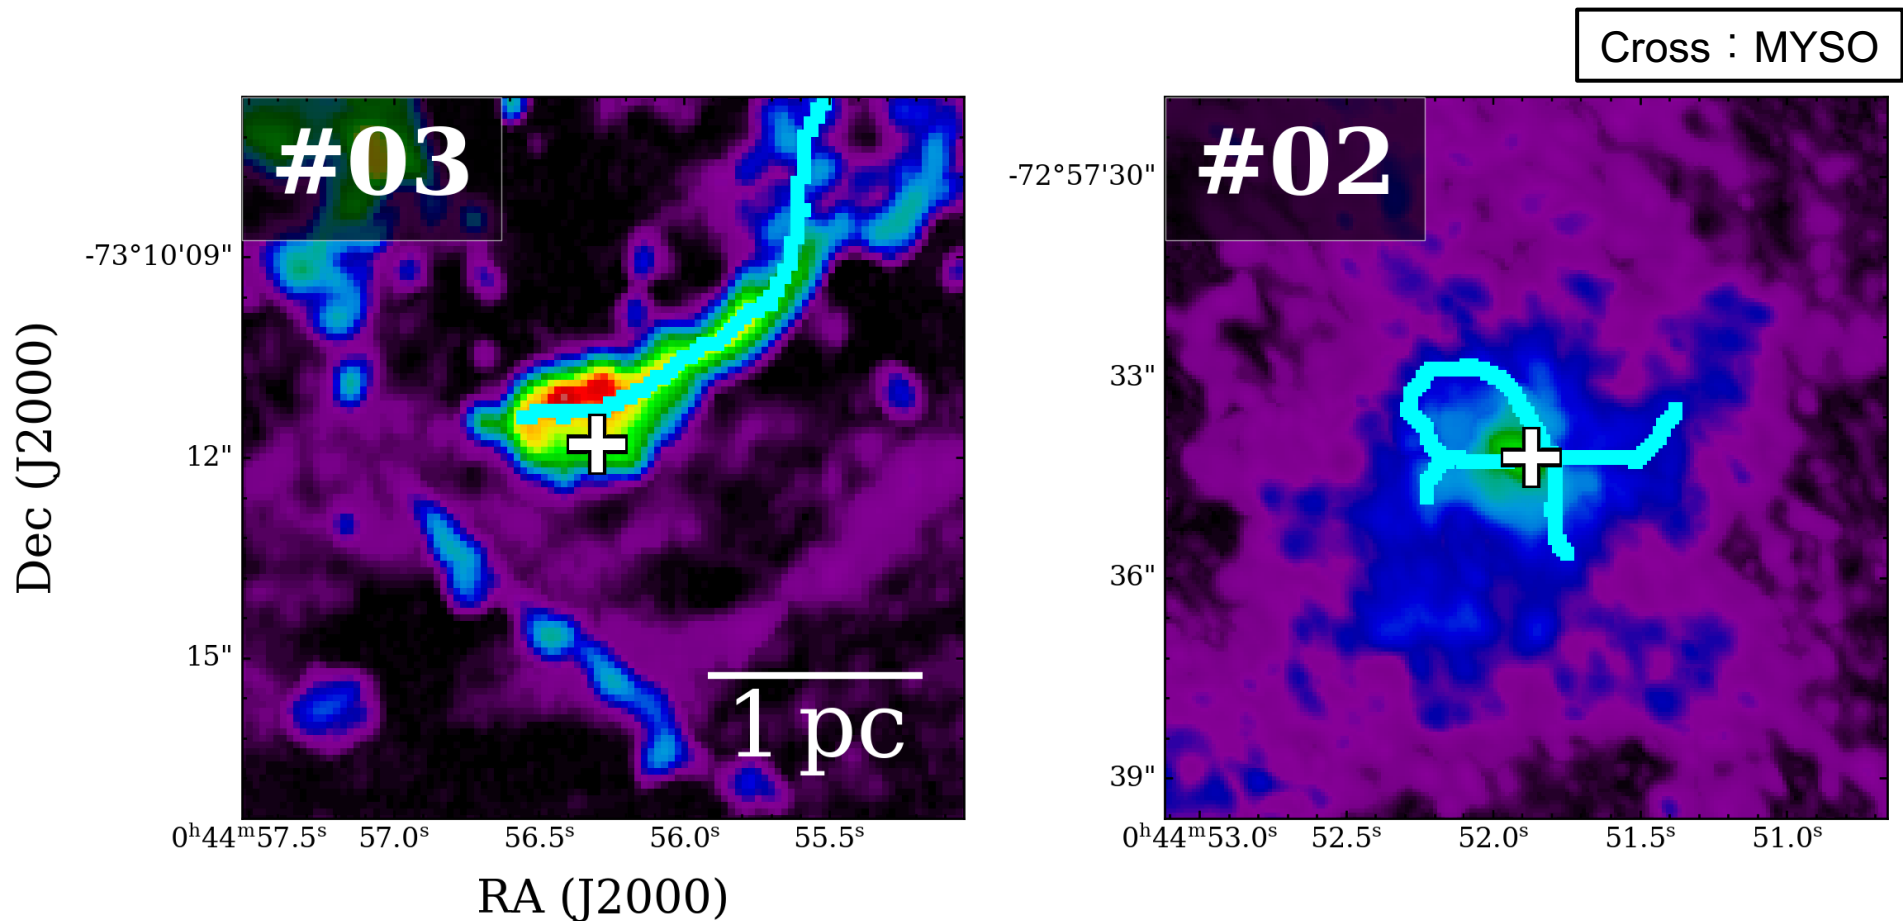 Cross：MYSO
#03
#02
-73°10'09"
12"
15"
-72°57'30"
33"
36"
39"
1 pc
0ʰ44ᵐ57.5ˢ 57.0ˢ 56.5ˢ 56.0ˢ 55.5ˢ
0ʰ44ᵐ53.0ˢ 52.5ˢ 52.0ˢ 51.5ˢ 51.0ˢ
Dec (J2000)
RA (J2000)